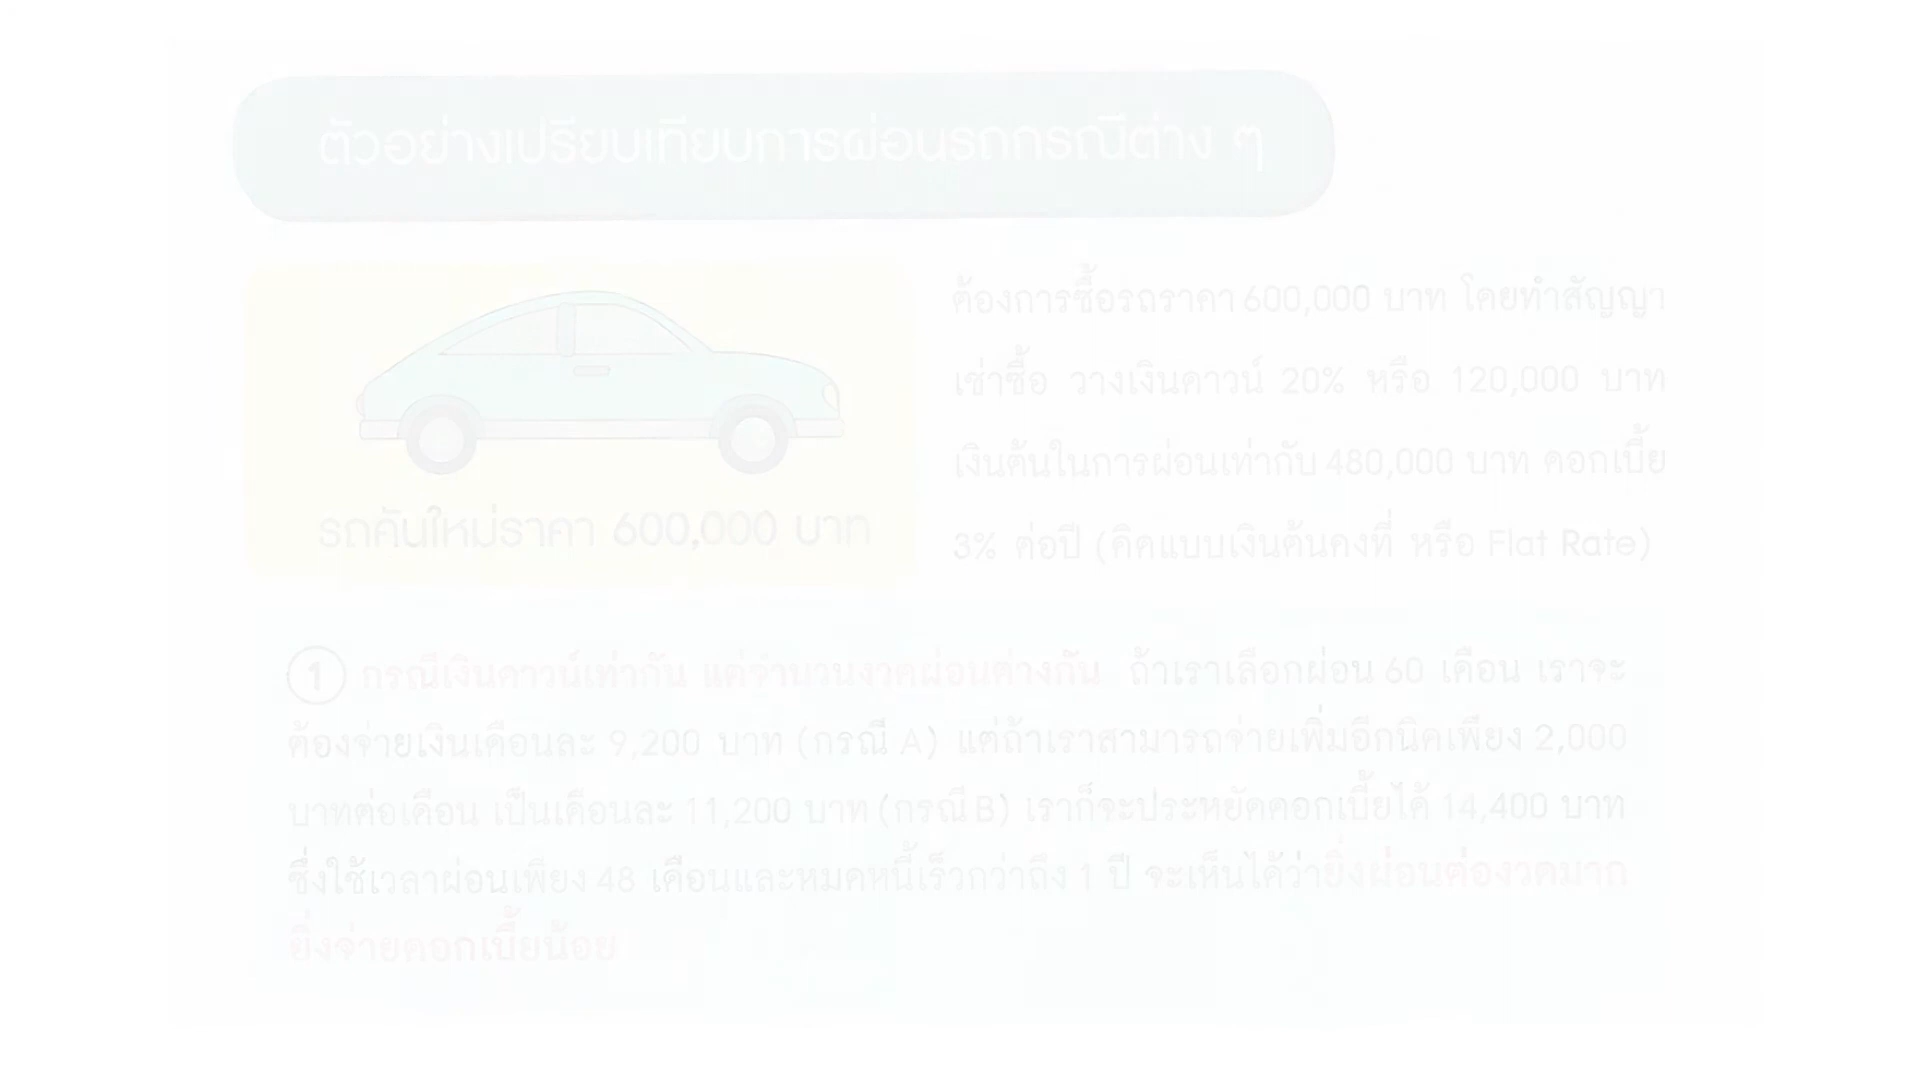 ตัวอย่างเปรียบเทียบการผ่อนรถกรณีต่าง ๆ
รถคันใหม่ราคา 600,000 บาท
ต้องการซื้อรถราคา 600,000 บาท โดยทำสัญญา
เช่าซื้อ วางเงินดาวน์ 20% หรือ 120,000 บาท
เงินต้นในการผ่อนเท่ากับ 480,000 บาท ดอกเบี้ย
3% ต่อปี (คิดแบบเงินต้นคงที่ หรือ Flat Rate)
1 กรณีเงินดาวน์เท่ากัน แต่จำนวนงวดผ่อนต่างกัน ถ้าเราเลือกผ่อน 60 เดือน เราจะ
ต้องจ่ายเงินเดือนละ 9,200 บาท (กรณี A) แต่ถ้าเราสามารถจ่ายเพิ่มอีกนิดเพียง 2,000
บาทต่อเดือน เป็นเดือนละ 11,200 บาท (กรณี B) เราก็จะประหยัดดอกเบี้ยได้ 14,400 บาท
ซึ่งใช้เวลาผ่อนเพียง 48 เดือนและหมดหนี้เร็วกว่าถึง 1 ปี จะเห็นได้ว่ายิ่งผ่อนต่องวดมาก
ยิ่งจ่ายดอกเบี้ยน้อย